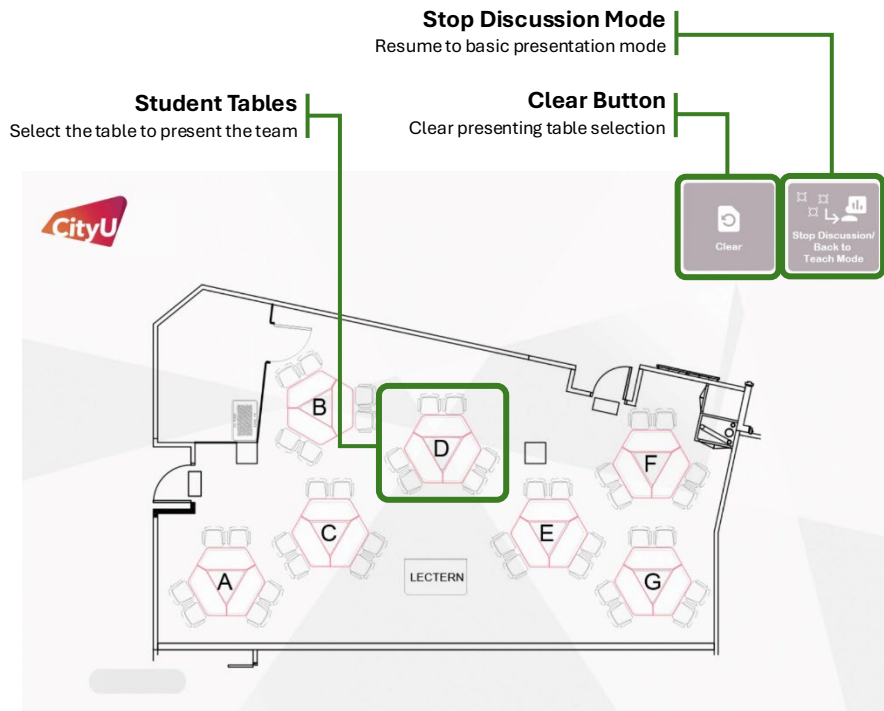 Stop Discussion Mode
Resume to basic presentation mode
Student Tables
Select the table to present the team
Clear Button
Clear presenting table selection
CityU
Clear
Stop Discussion/
Back to
Teach Mode
B
D
F
C
E
A
LECTERN
G